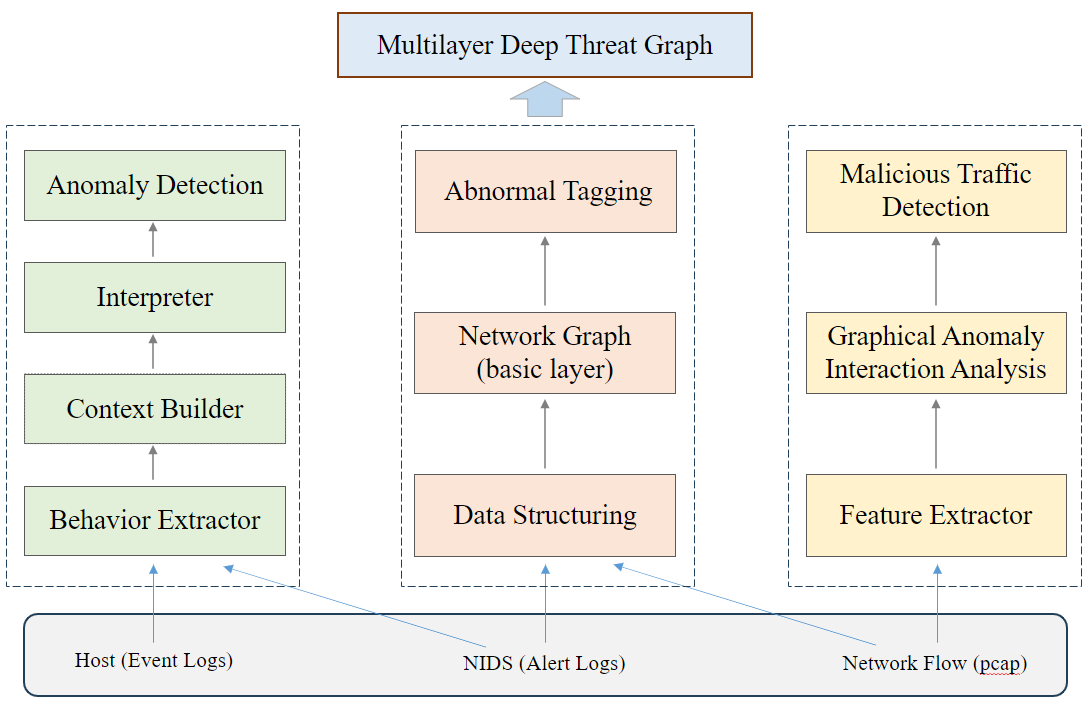 Multilayer Deep Threat Graph
Anomaly Detection
Interpreter
Context Builder
Behavior Extractor
Abnormal Tagging
Network Graph
(basic layer)
Data Structuring
Malicious Traffic
Detection
Graphical Anomaly
Interaction Analysis
Feature Extractor
Host (Event Logs)
NIDS (Alert Logs)
Network Flow (pcap)